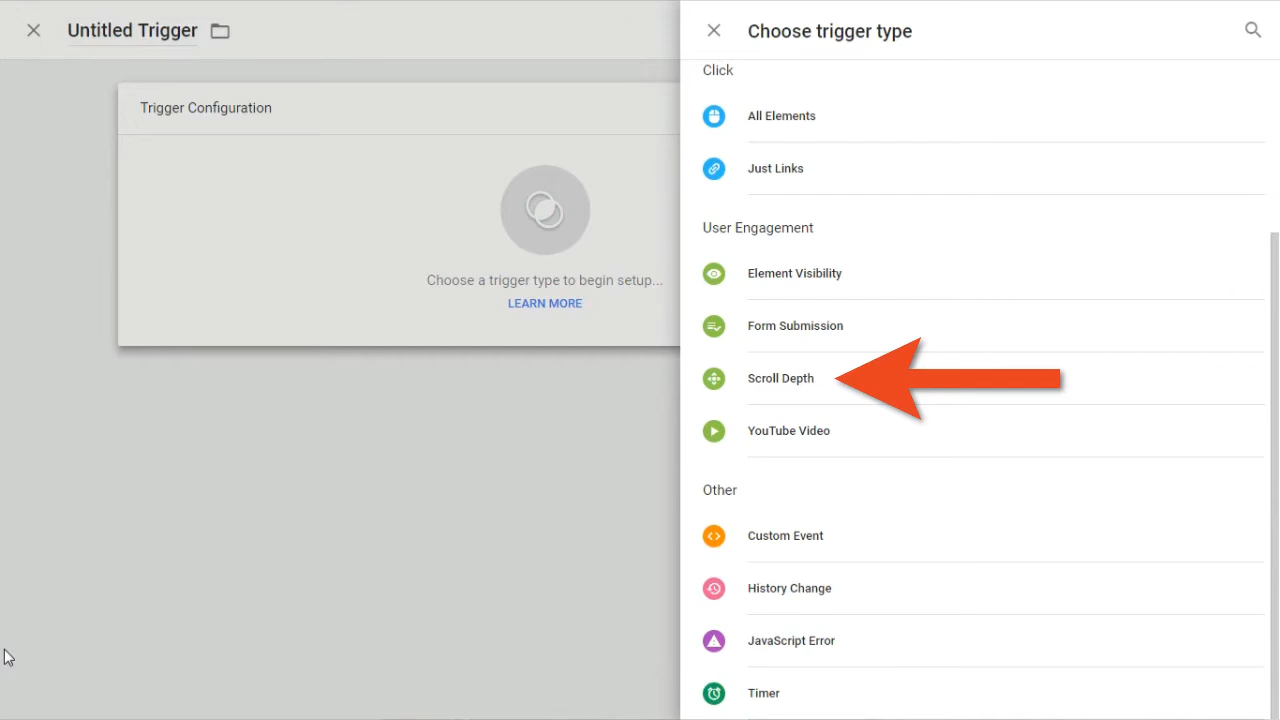 Untitled Trigger
Trigger Configuration
Choose a trigger type to begin setup...
LEARN MORE
Choose trigger type
Click
All Elements
Just Links
User Engagement
Element Visibility
Form Submission
Scroll Depth
YouTube Video
Other
Custom Event
History Change
JavaScript Error
Timer